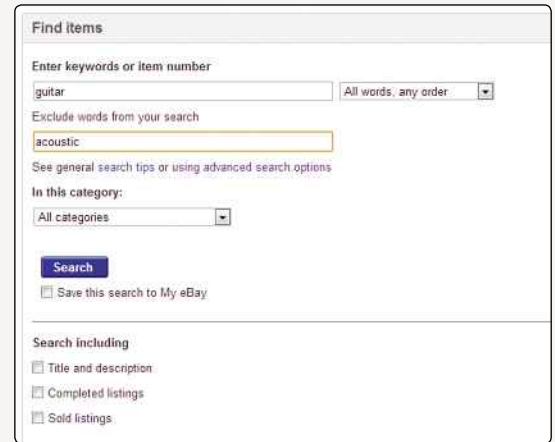 Find items
Enter keywords or item number
guitar All words, any order
Exclude words from your search
acoustic
See general search tips or using advanced search options
In this category:
All categories
Search
Save this search to My eBay
Search including
Title and description
Completed listings
Sold listings